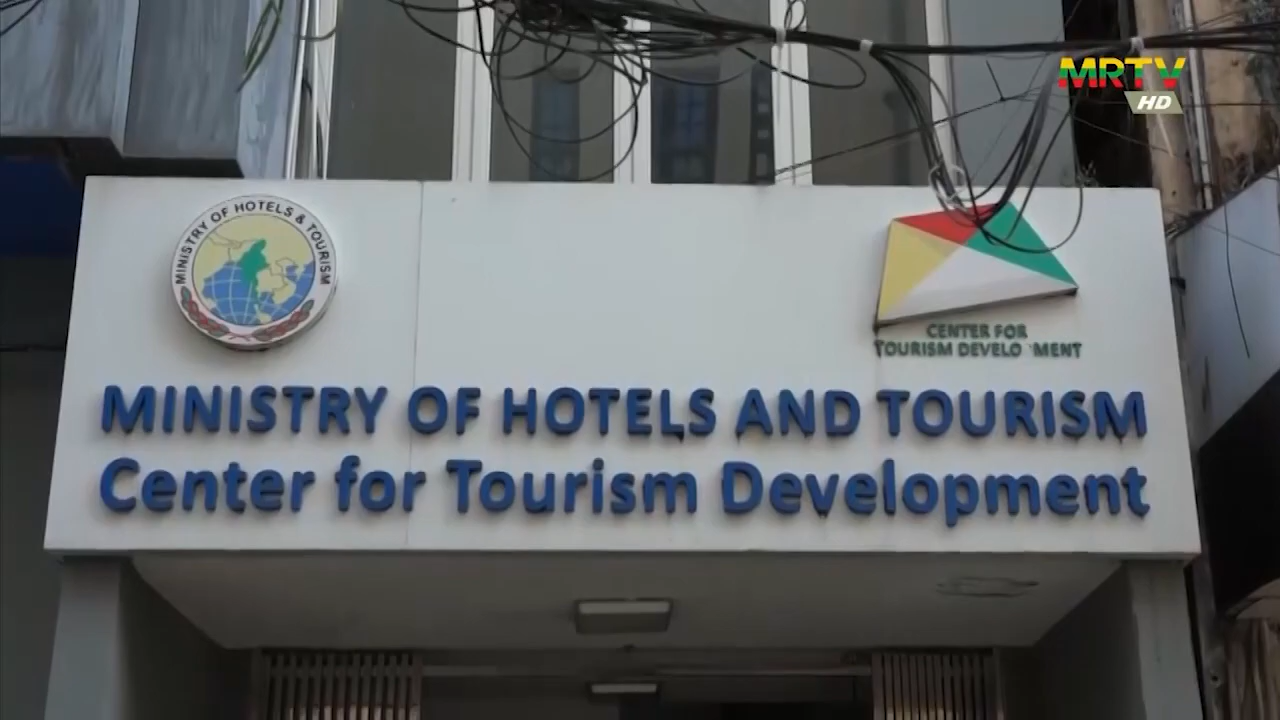 MRTV
HD
MINISTRY OF HOTELS & TOURISM
CENTER FOR
TOURISM DEVELO MENT
MINISTRY OF HOTELS AND TOURISM
Center for Tourism Development